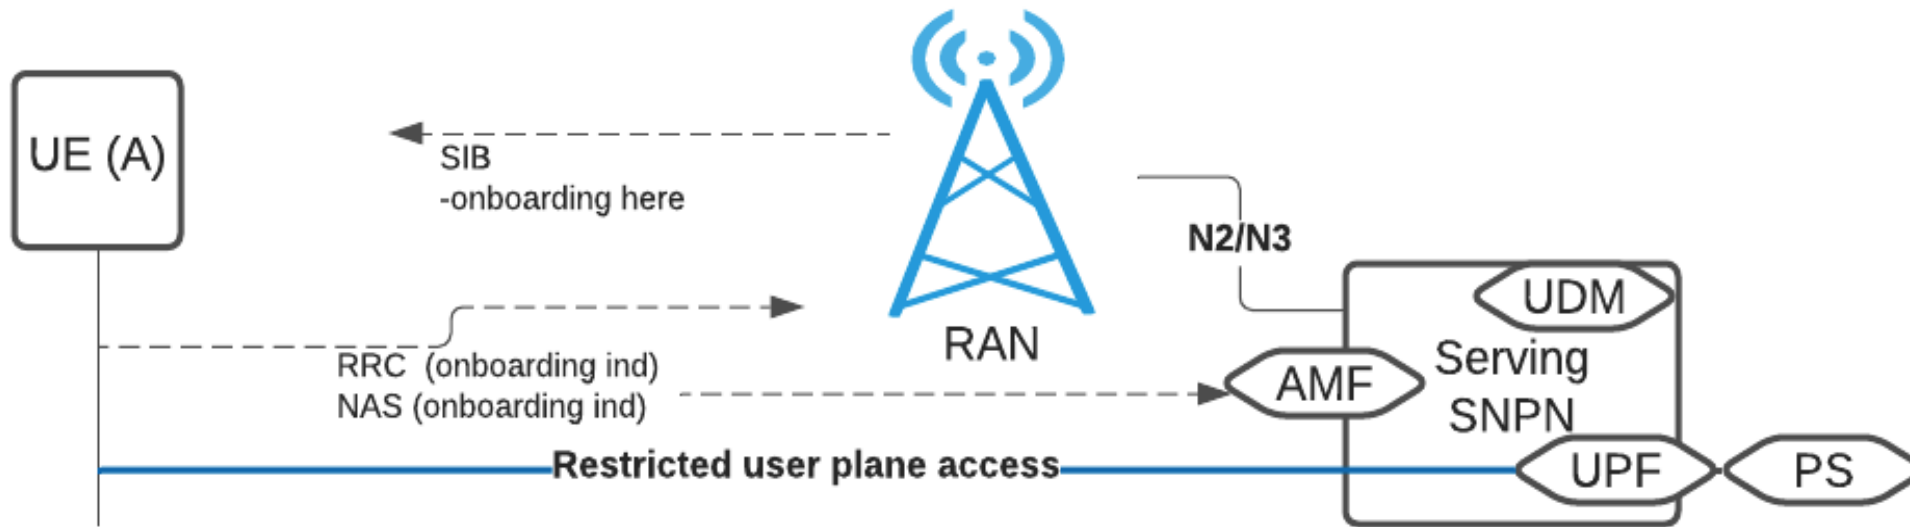 UE (A)
SIB
-onboarding here
N2/N3
UDM
RAN
Serving
SNPN
RRC (onboarding ind)
NAS (onboarding ind)
AMF
Restricted user plane access
UPF
PS